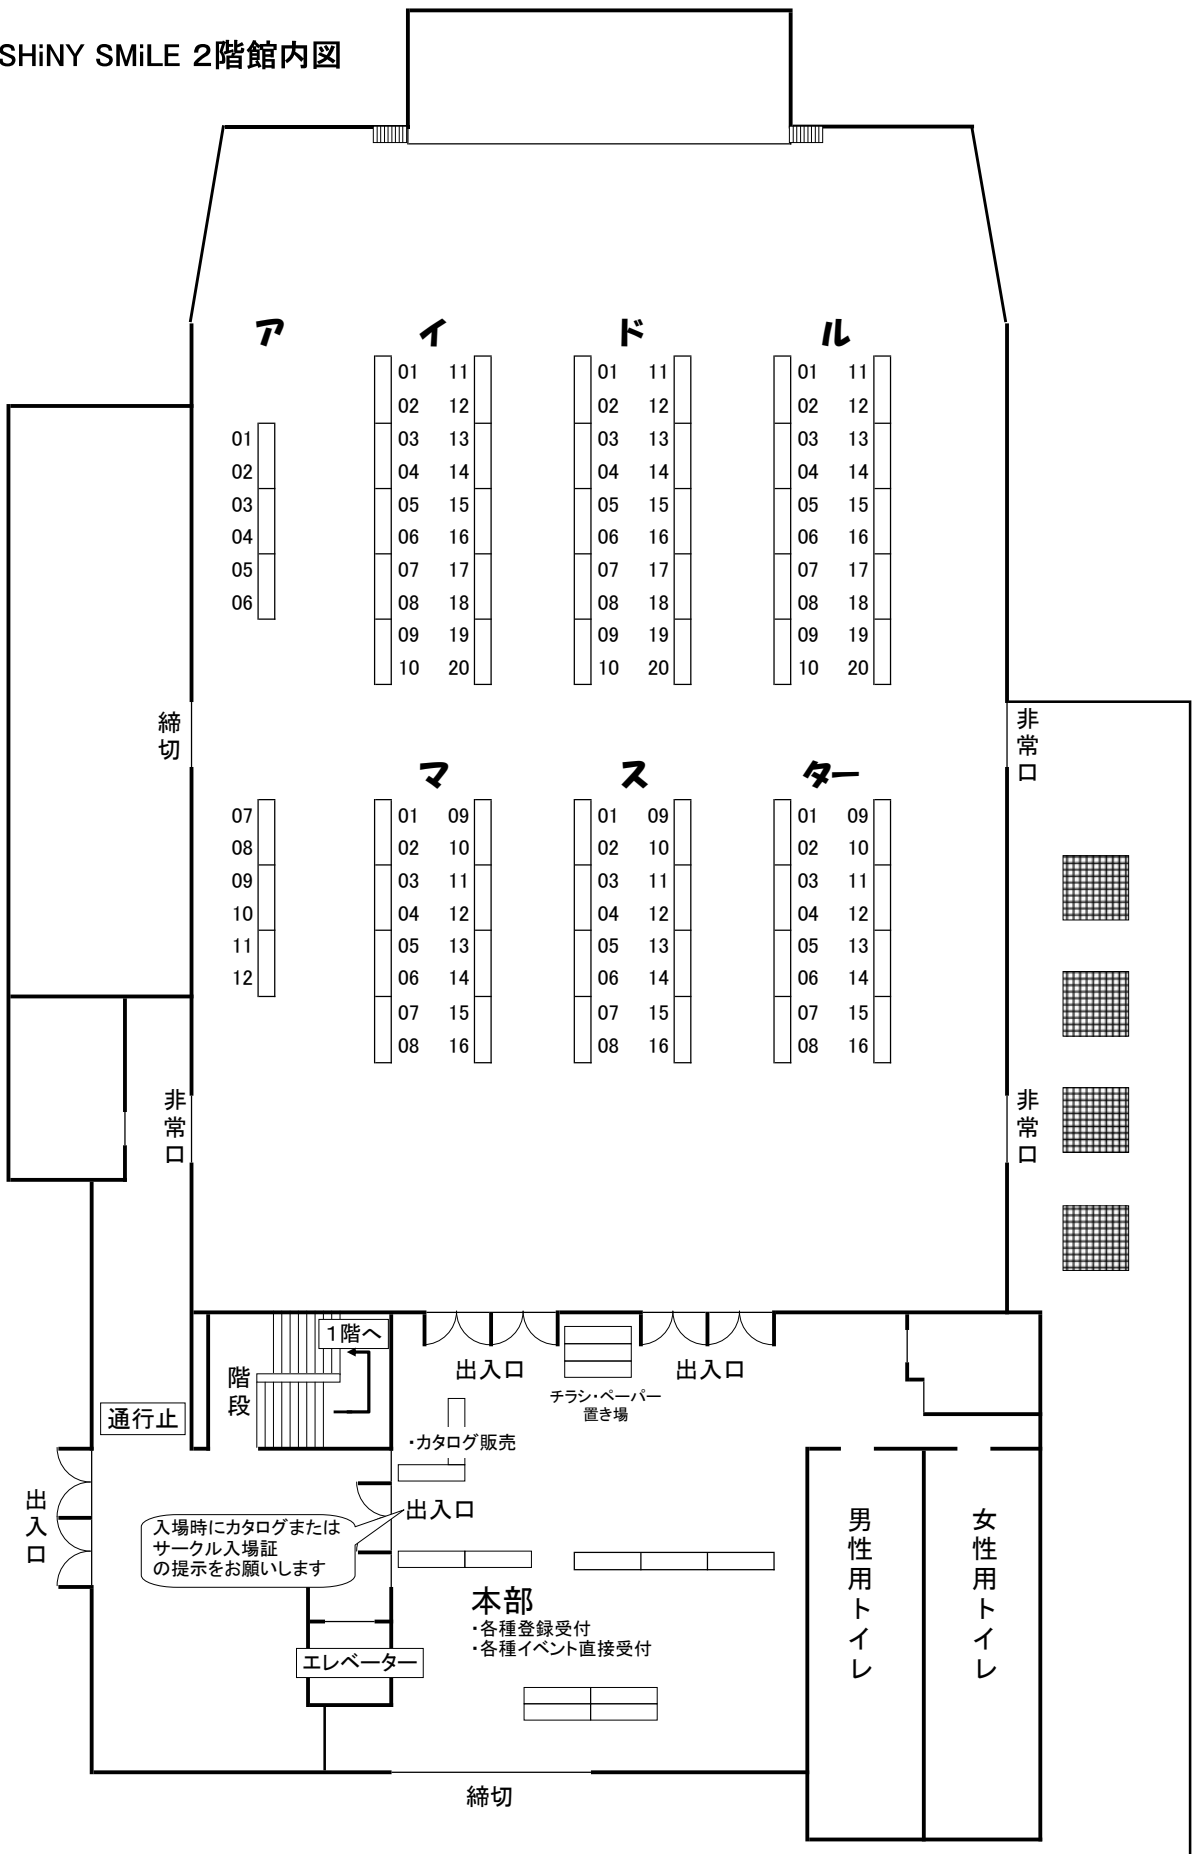 SHiNY SMiLE 2階館内図
ア イ ド ル
01 11 01 11 01 11
02 12 02 12 02 12
01 03 13 03 13 03 13
02 04 14 04 14 04 14
03 05 15 05 15 05 15
04 06 16 06 16 06 16
05 07 17 07 17 07 17
06 08 18 08 18 08 18
09 19 09 19 09 19
10 20 10 20 10 20
締切
非常口
マ ス ター
07 01 09 01 09 01 09
08 02 10 02 10 02 10
09 03 11 03 11 03 11
10 04 12 04 12 04 12
11 05 13 05 13 05 13
12 06 14 06 14 06 14
07 15 07 15 07 15
08 16 08 16 08 16
非常口
非常口
1階へ
階段
出入口
出入口
チラシ・ペーパー
置き場
通行止
・カタログ販売
出入口
出入口
入場時にカタログまたは
サークル入場証
の提示をお願いします
本部
・各種登録受付
・各種イベント直接受付
エレベーター
男性用トイレ
女性用トイレ
締切